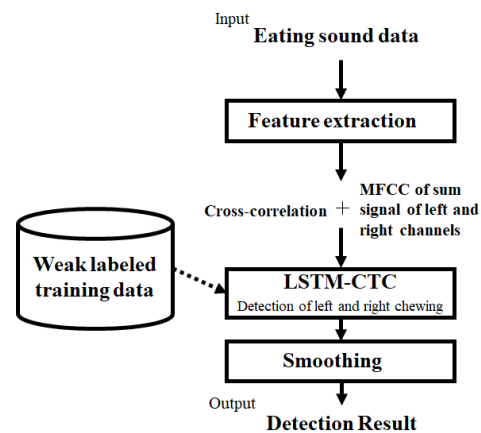 Input
Eating sound data
Feature extraction
Cross-correlation + MFCC of sum
signal of left and
right channels
Weak labeled
training data
LSTM-CTC
Detection of left and right chewing
Smoothing
Output
Detection Result